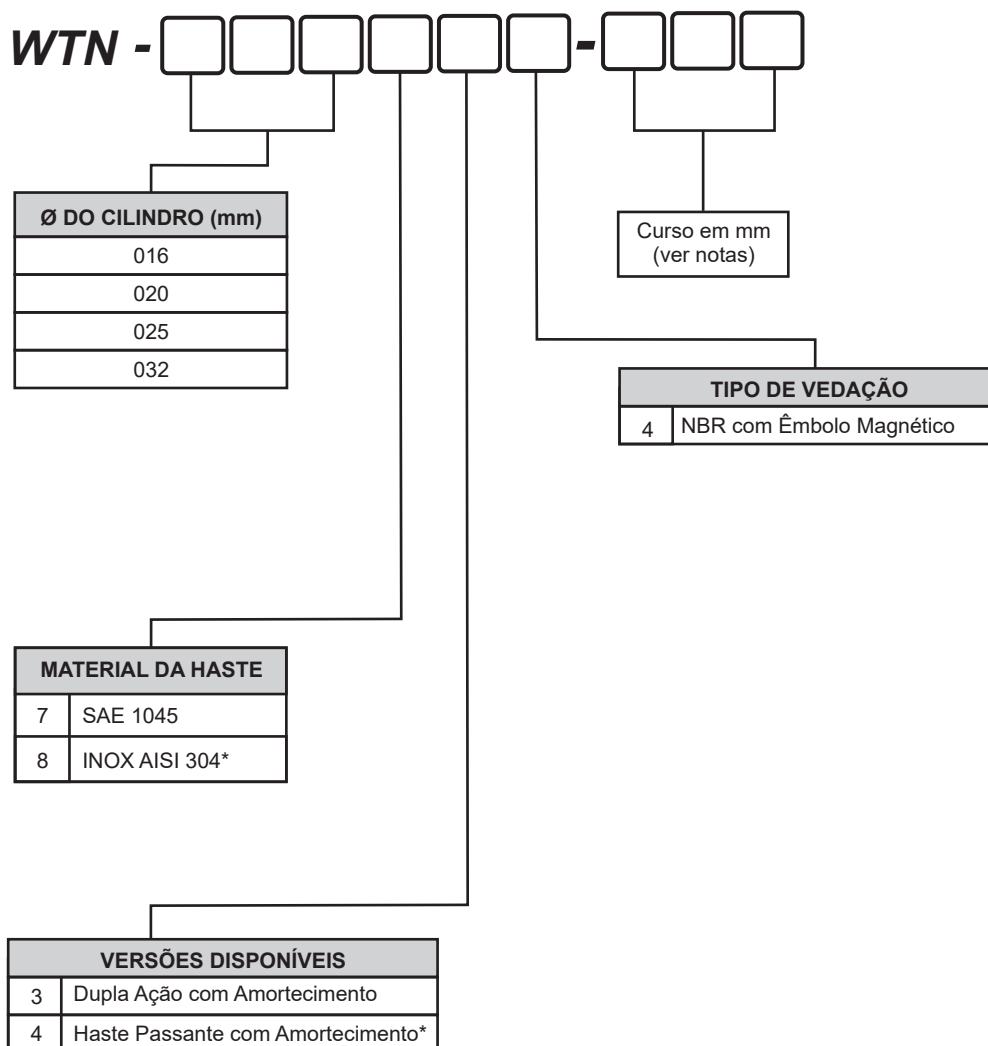 WTN - -
Ø DO CILINDRO (mm)
016
020
025
032
Curso em mm
(ver notas)
TIPO DE VEDAÇÃO
4 NBR com Êmbolo Magnético
MATERIAL DA HASTE
7 SAE 1045
8 INOX AISI 304*
VERSÕES DISPONÍVEIS
3 Dupla Ação com Amortecimento
4 Haste Passante com Amortecimento*